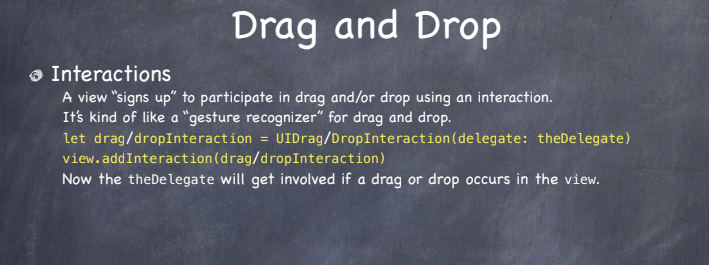 Drag and Drop
Interactions
A view “signs up” to participate in drag and/or drop using an interaction.
It’s kind of like a “gesture recognizer” for drag and drop.
let drag/dropInteraction = UIDrag/DropInteraction(delegate: theDelegate)
view.addInteraction(drag/dropInteraction)
Now the theDelegate will get involved if a drag or drop occurs in the view.